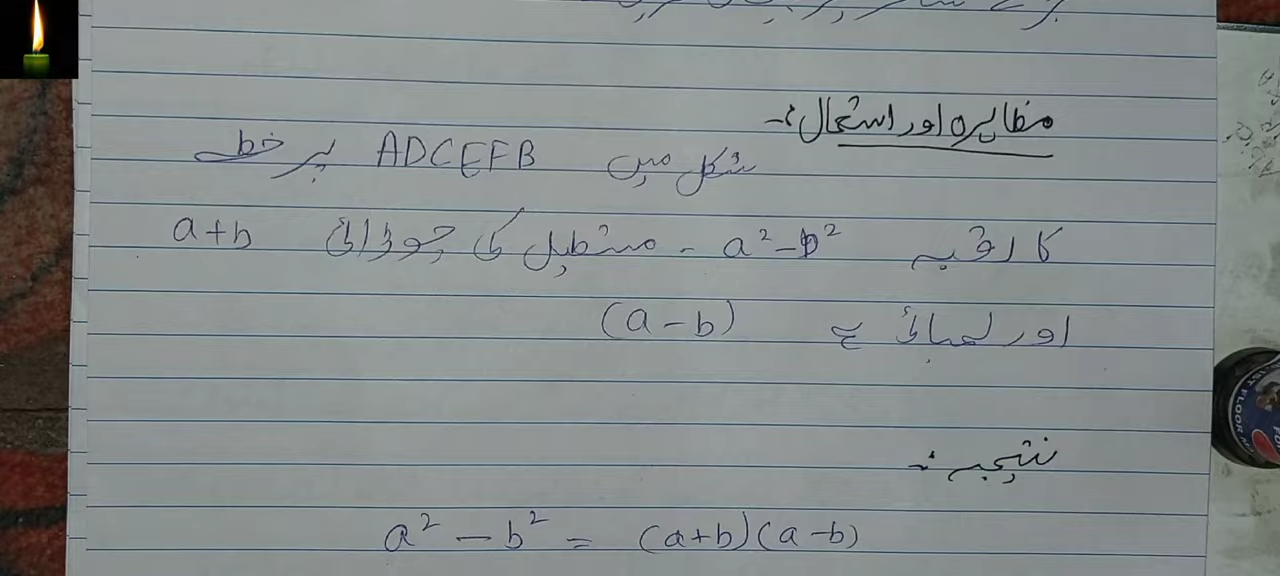 مظاہرہ اور استعمال :-
شکل میں ADCEFB پر خط
کا رقبہ a² - b² - مستطیل کی چوڑائی a+b
اور لمبائی ہے (a-b)
نتیجہ :-
a² - b² = (a+b)(a-b)